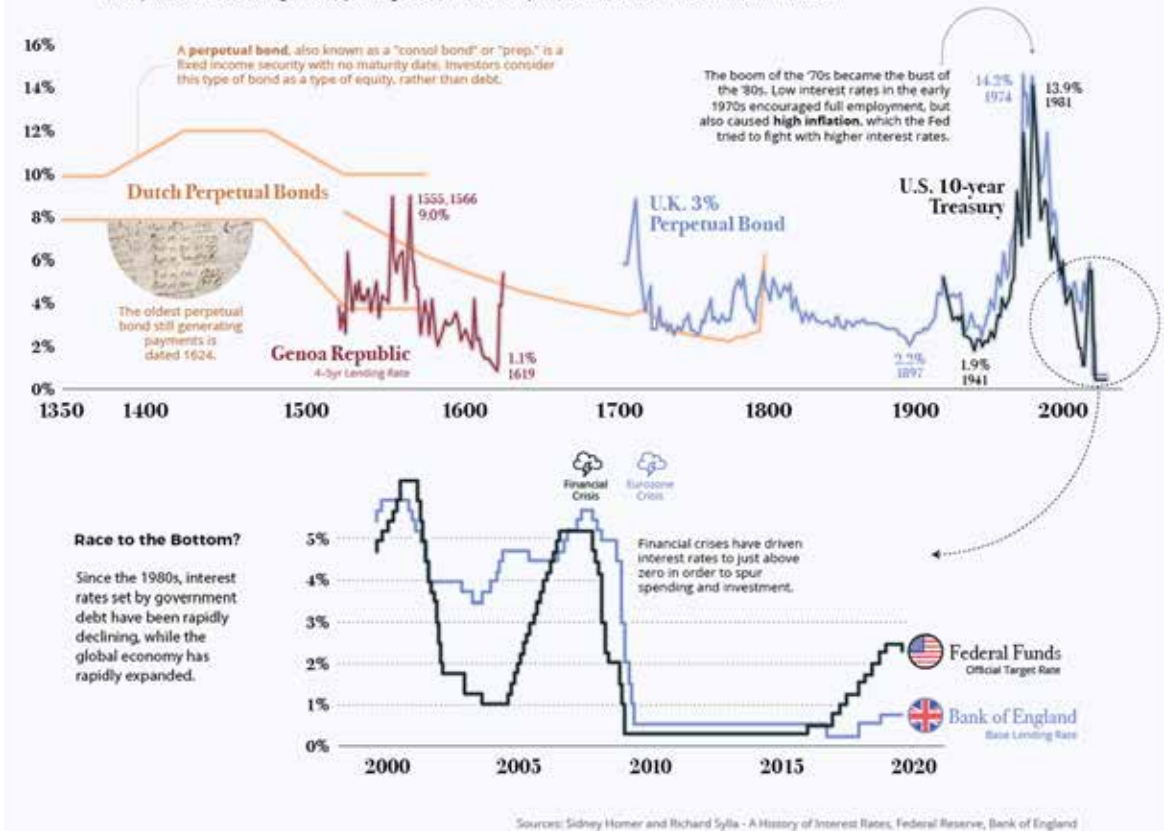 16%
14%
12%
10%
8%
6%
4%
2%
0%
A perpetual bond, also known as a "consol bond" or "prep." is a
fixed income security with no maturity date. Investors consider
this type of bond as a type of equity, rather than debt.
Dutch Perpetual Bonds
The oldest perpetual
bond still generating
payments is
dated 1624.
1555, 1566
9.0%
Genoa Republic
4-5yr Lending Rate
1.1%
1619
U.K. 3%
Perpetual Bond
2.2%
1897
The boom of the '70s became the bust of
the '80s. Low interest rates in the early
1970s encouraged full employment, but
also caused high inflation, which the Fed
tried to fight with higher interest rates.
1974
13.9%
1981
U.S. 10-year
Treasury
1.9%
1941
1350 1400 1500 1600 1700 1800 1900 2000
Race to the Bottom?
Since the 1980s, interest
rates set by government
debt have been rapidly
declining, while the
global economy has
rapidly expanded.
Financial
Crisis
Eurozone
Crisis
Financial crises have driven
interest rates to just above
zero in order to spur
spending and investment.
5%
4%
3%
2%
1%
0%
Federal Funds
Official Target Rate
Bank of England
Base Lending Rate
2000 2005 2010 2015 2020
Sources: Sidney Homer and Richard Sylla - A History of Interest Rates, Federal Reserve, Bank of England